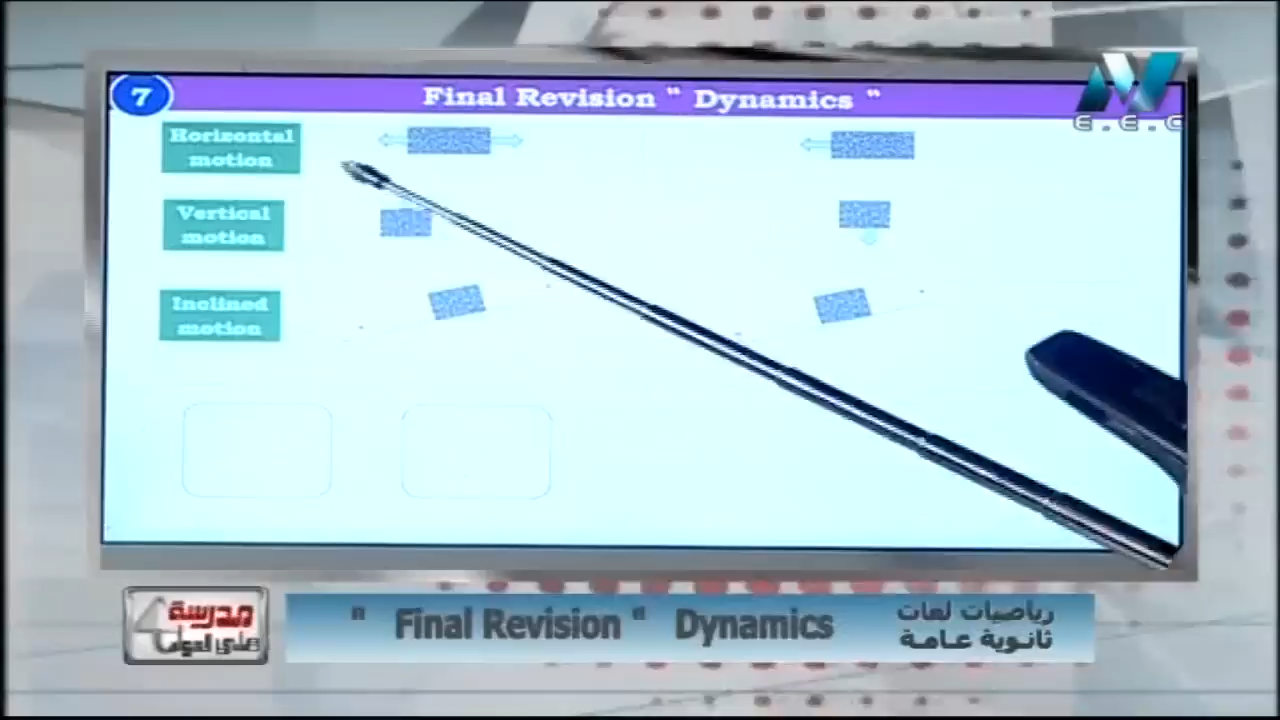 7
Final Revision " Dynamics "
E.E.C
Horizontal
motion
Vertical
motion
Inclined
motion
مدرسة
على الهواء
" Final Revision " Dynamics
رياضيات لغات
ثانوية عامة